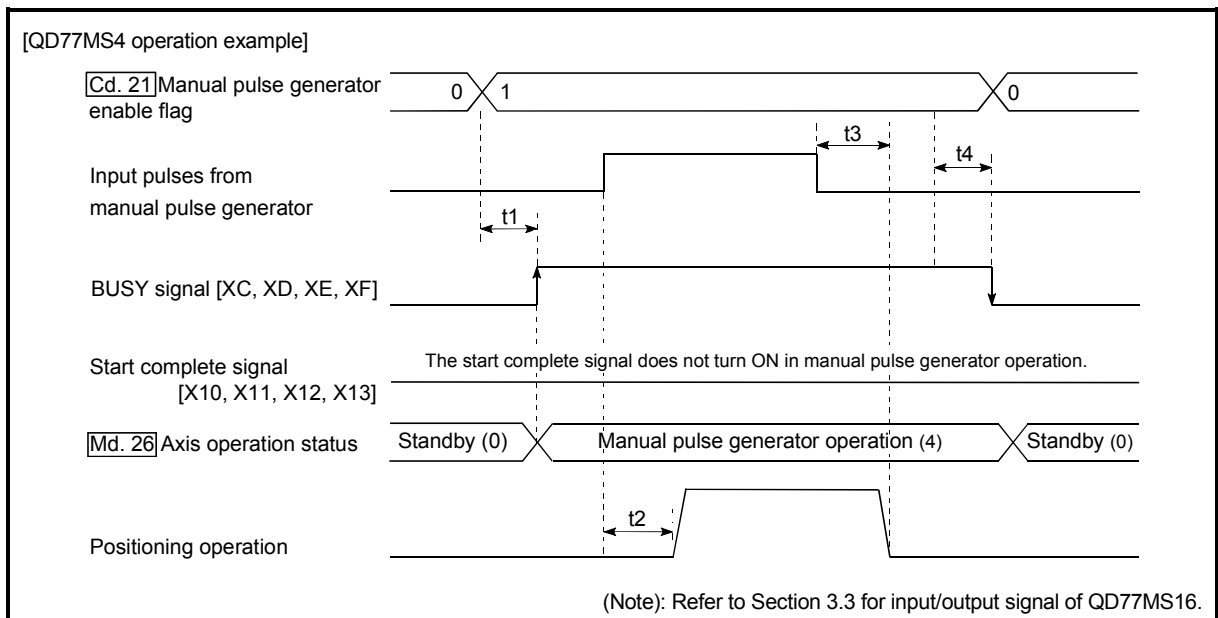 [QD77MS4 operation example]
Cd. 21 Manual pulse generator
enable flag
0
1
0
t3
t4
Input pulses from
manual pulse generator
t1
BUSY signal [XC, XD, XE, XF]
Start complete signal
[X10, X11, X12, X13]
The start complete signal does not turn ON in manual pulse generator operation.
Md. 26 Axis operation status
Standby (0)
Manual pulse generator operation (4)
Standby (0)
t2
Positioning operation
(Note): Refer to Section 3.3 for input/output signal of QD77MS16.